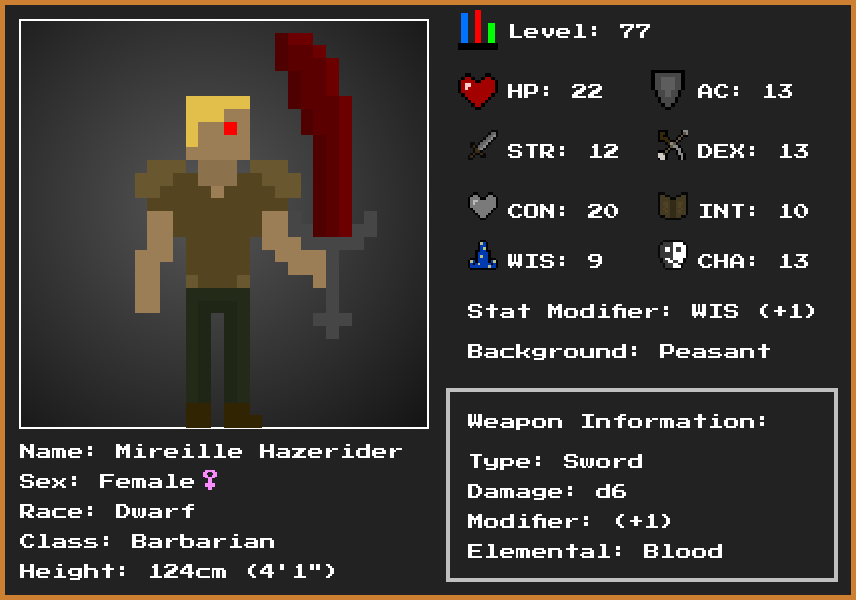 Level: 77
HP: 22
AC: 13
STR: 12
DEX: 13
CON: 20
INT: 10
WIS: 9
CHA: 13
Stat Modifier: WIS (+1)
Background: Peasant
Weapon Information:
Type: Sword
Damage: d6
Modifier: (+1)
Elemental: Blood
Name: Mireille Hazerider
Sex: Female♀
Race: Dwarf
Class: Barbarian
Height: 124cm (4'1")